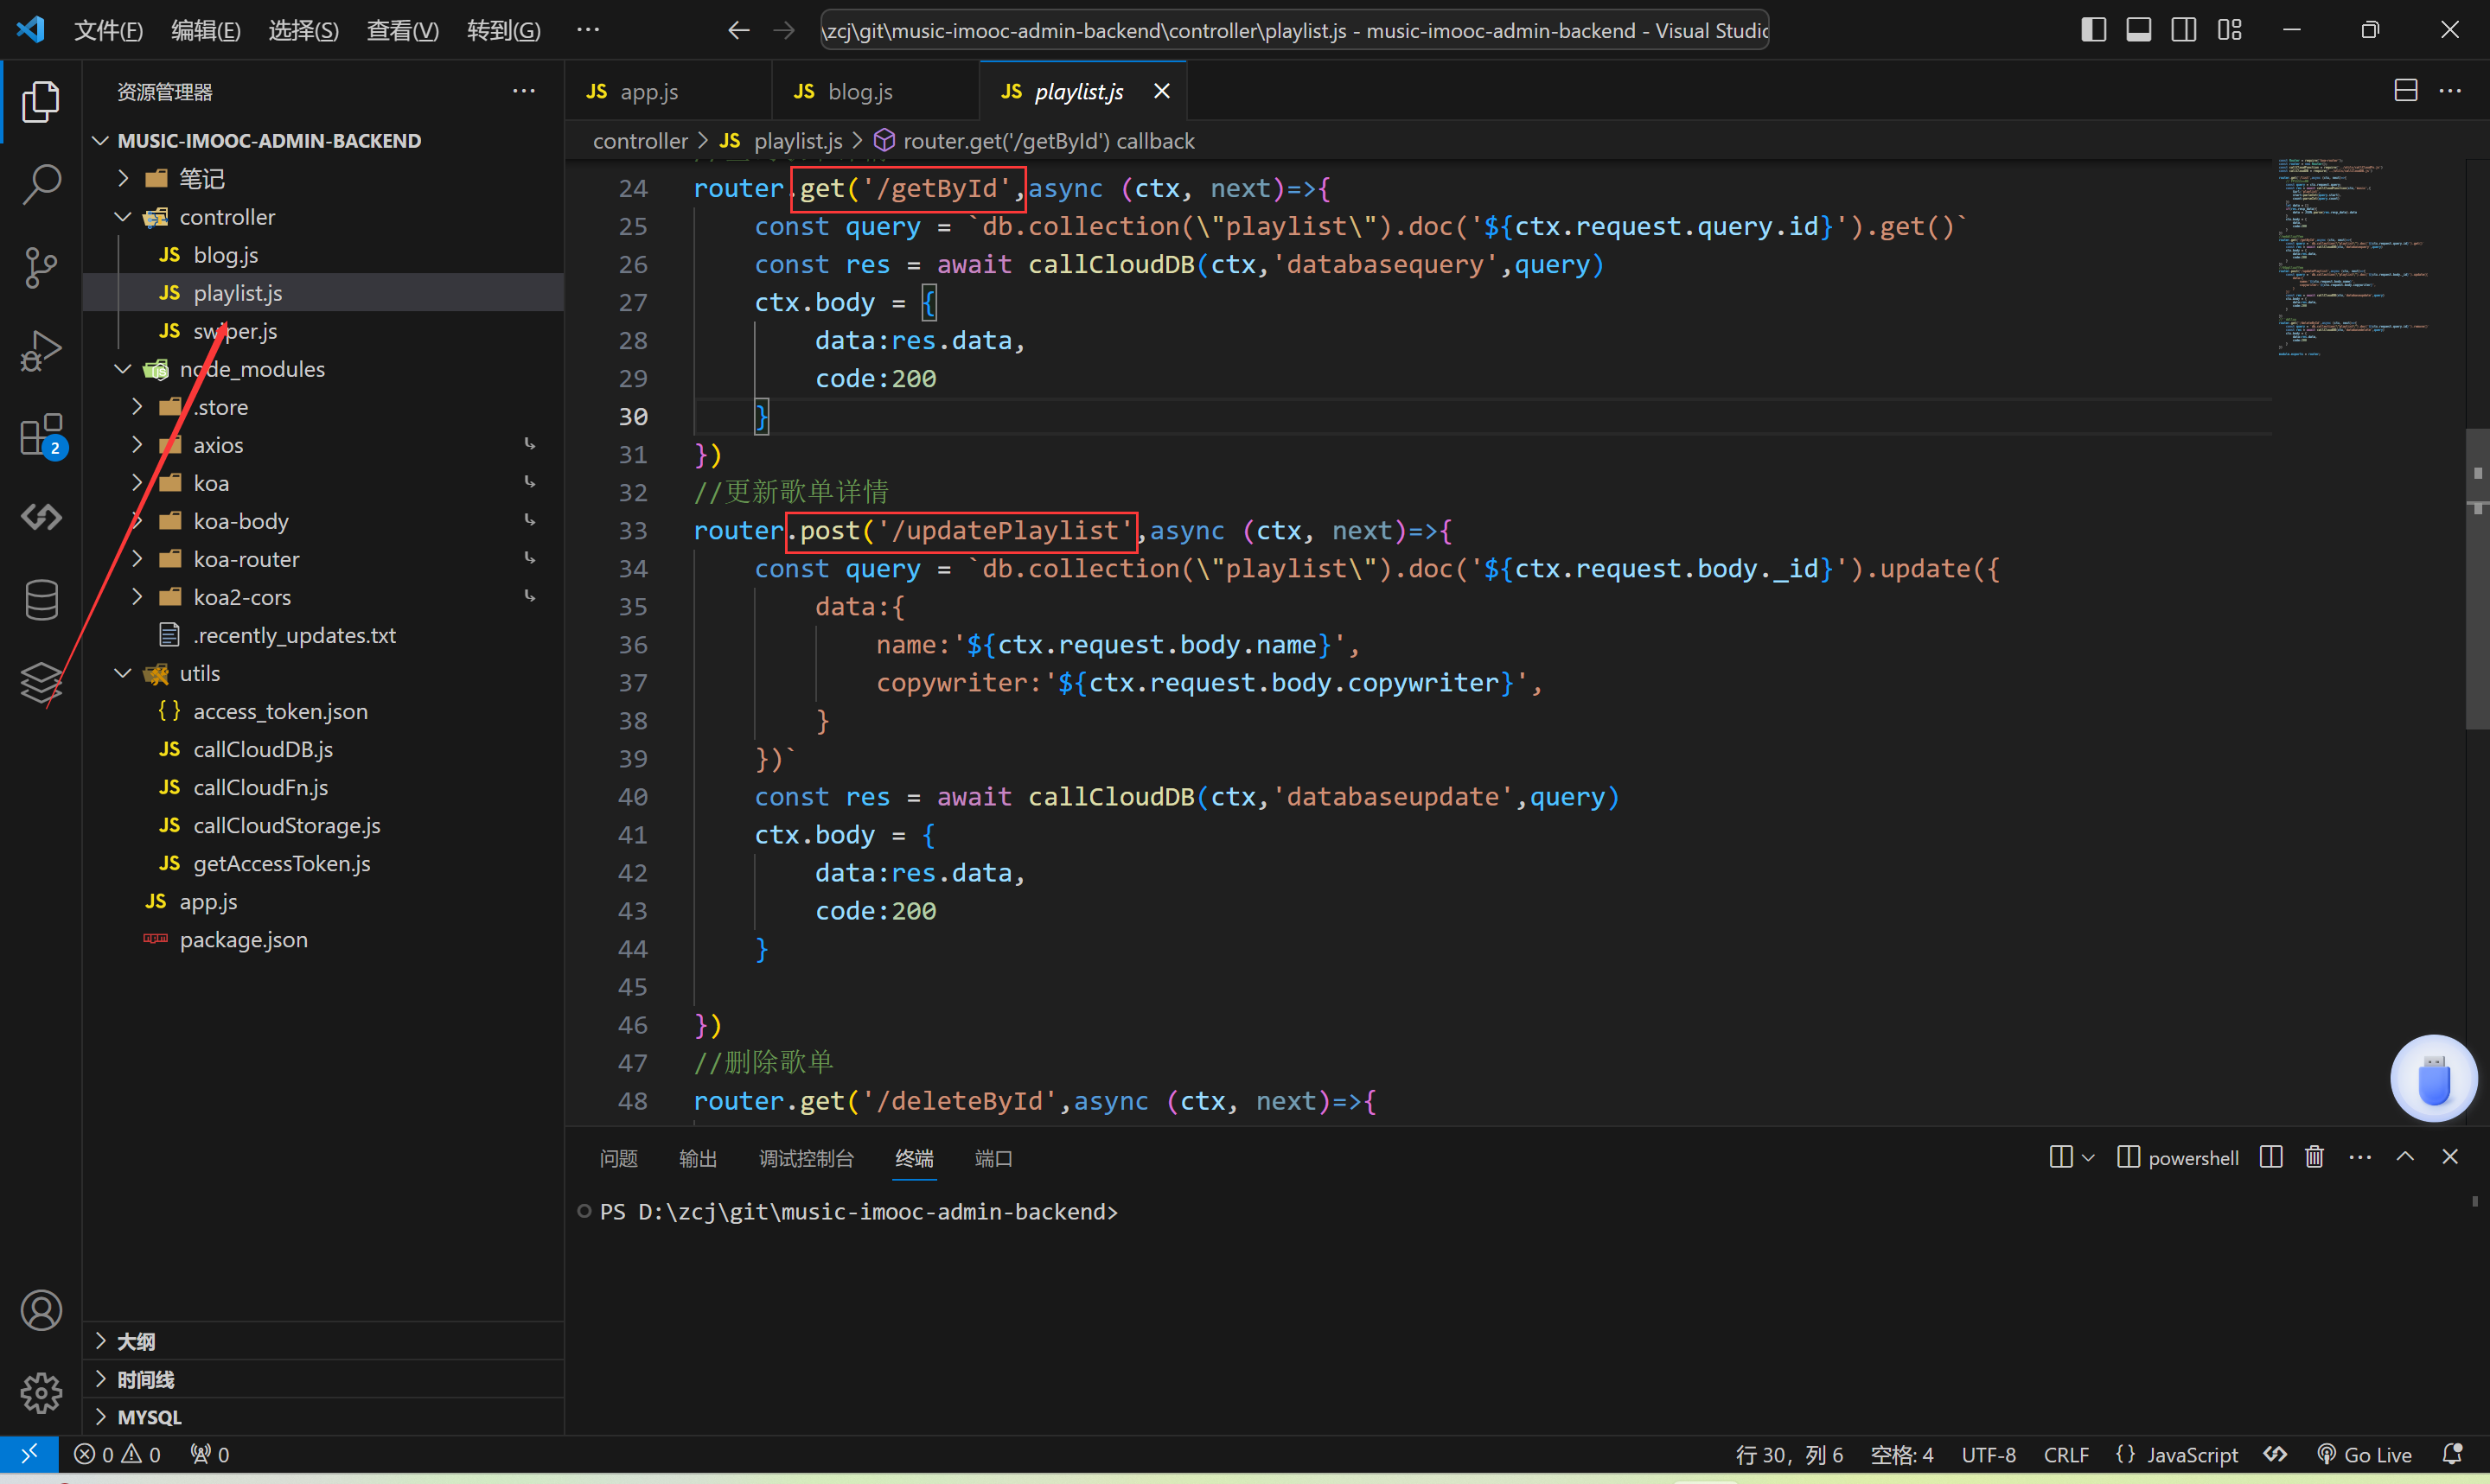 文件(F) 编辑(E) 选择(S) 查看(V) 转到(G) ···
\zcj\git\music-imooc-admin-backend\controller\playlist.js - music-imooc-admin-backend - Visual Studio
资源管理器
MUSIC-IMOOC-ADMIN-BACKEND
笔记
controller
JS blog.js
JS playlist.js
JS swiper.js
node_modules
.store
axios
koa
koa-body
koa-router
koa2-cors
.recently_updates.txt
utils
{ } access_token.json
JS callCloudDB.js
JS callCloudFn.js
JS callCloudStorage.js
JS getAccessToken.js
JS app.js
package.json
大纲
时间线
MYSQL
2
JS app.js JS blog.js JS playlist.js
controller > JS playlist.js > router.get('/getById') callback
24 router.get('/getById',async (ctx, next)=>{
25 const query = `db.collection(\"playlist\").doc('${ctx.request.query.id}').get()`
26 const res = await callCloudDB(ctx,'databasequery',query)
27 ctx.body = {
28 data:res.data,
29 code:200
30 }
31 })
32 //更新歌单详情
33 router.post('/updatePlaylist',async (ctx, next)=>{
34 const query = `db.collection(\"playlist\").doc('${ctx.request.body._id}').update({
35 data:{
36 name:'${ctx.request.body.name}',
37 copywriter:'${ctx.request.body.copywriter}',
38 }
39 })`
40 const res = await callCloudDB(ctx,'databaseupdate',query)
41 ctx.body = {
42 data:res.data,
43 code:200
44 }
45
46 })
47 //删除歌单
48 router.get('/deleteById',async (ctx, next)=>{
问题 输出 调试控制台 终端 端口
powershell
PS D:\zcj\git\music-imooc-admin-backend>
0 0 0
行 30，列 6 空格: 4 UTF-8 CRLF { } JavaScript Go Live